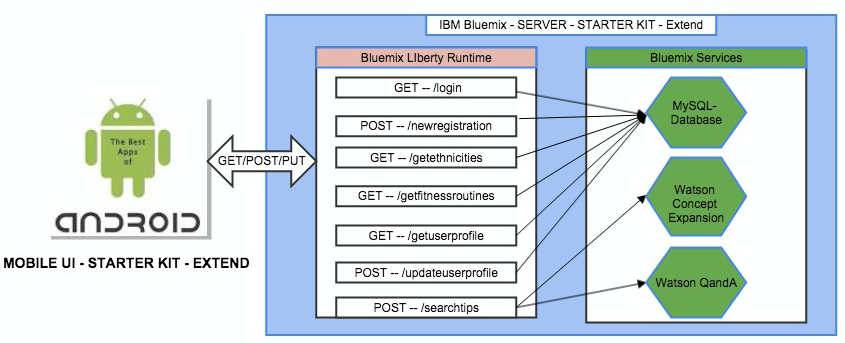 IBM Bluemix - SERVER - STARTER KIT - Extend
Bluemix LIberty Runtime
Bluemix Services
GET -- /login
POST -- /newregistration
GET -- /getethnicities
GET -- /getfitnessroutines
GET -- /getuserprofile
POST -- /updateuserprofile
POST -- /searchtips
MySQL-
Database
Watson
Concept
Expansion
Watson QandA
GET/POST/PUT
The Best
Apps
of
ANDROID
MOBILE UI - STARTER KIT - EXTEND